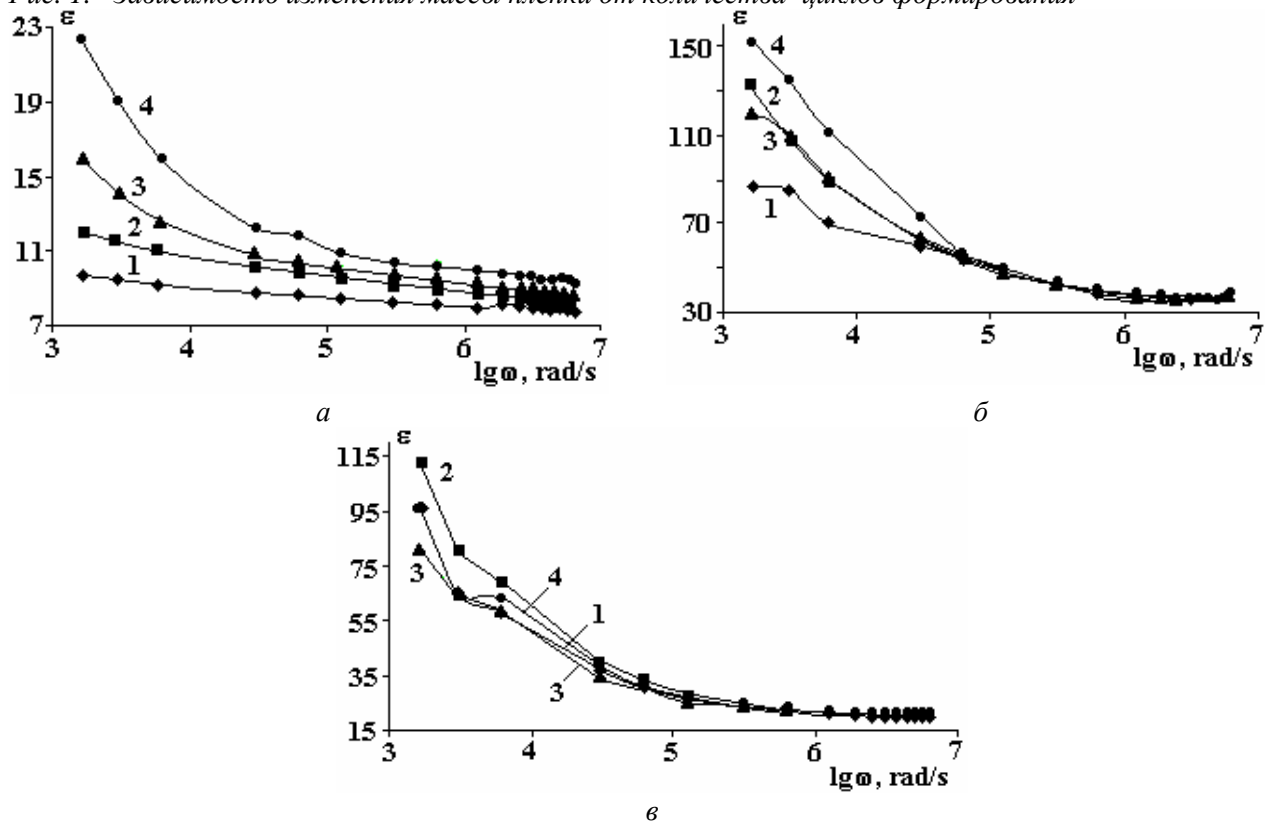 Рис. 1. Зависимость изменения массы пленки от количества циклов формирования
ε
23
19
15
11
7
4
3
2
1
3 4 5 6 7
lgω, rad/s
а
ε
150
110
70
30
4
2
3
1
3 4 5 6 7
lgω, rad/s
б
ε
115
95
75
55
35
15
2
3
4
1
3
3 4 5 6 7
lgω, rad/s
в